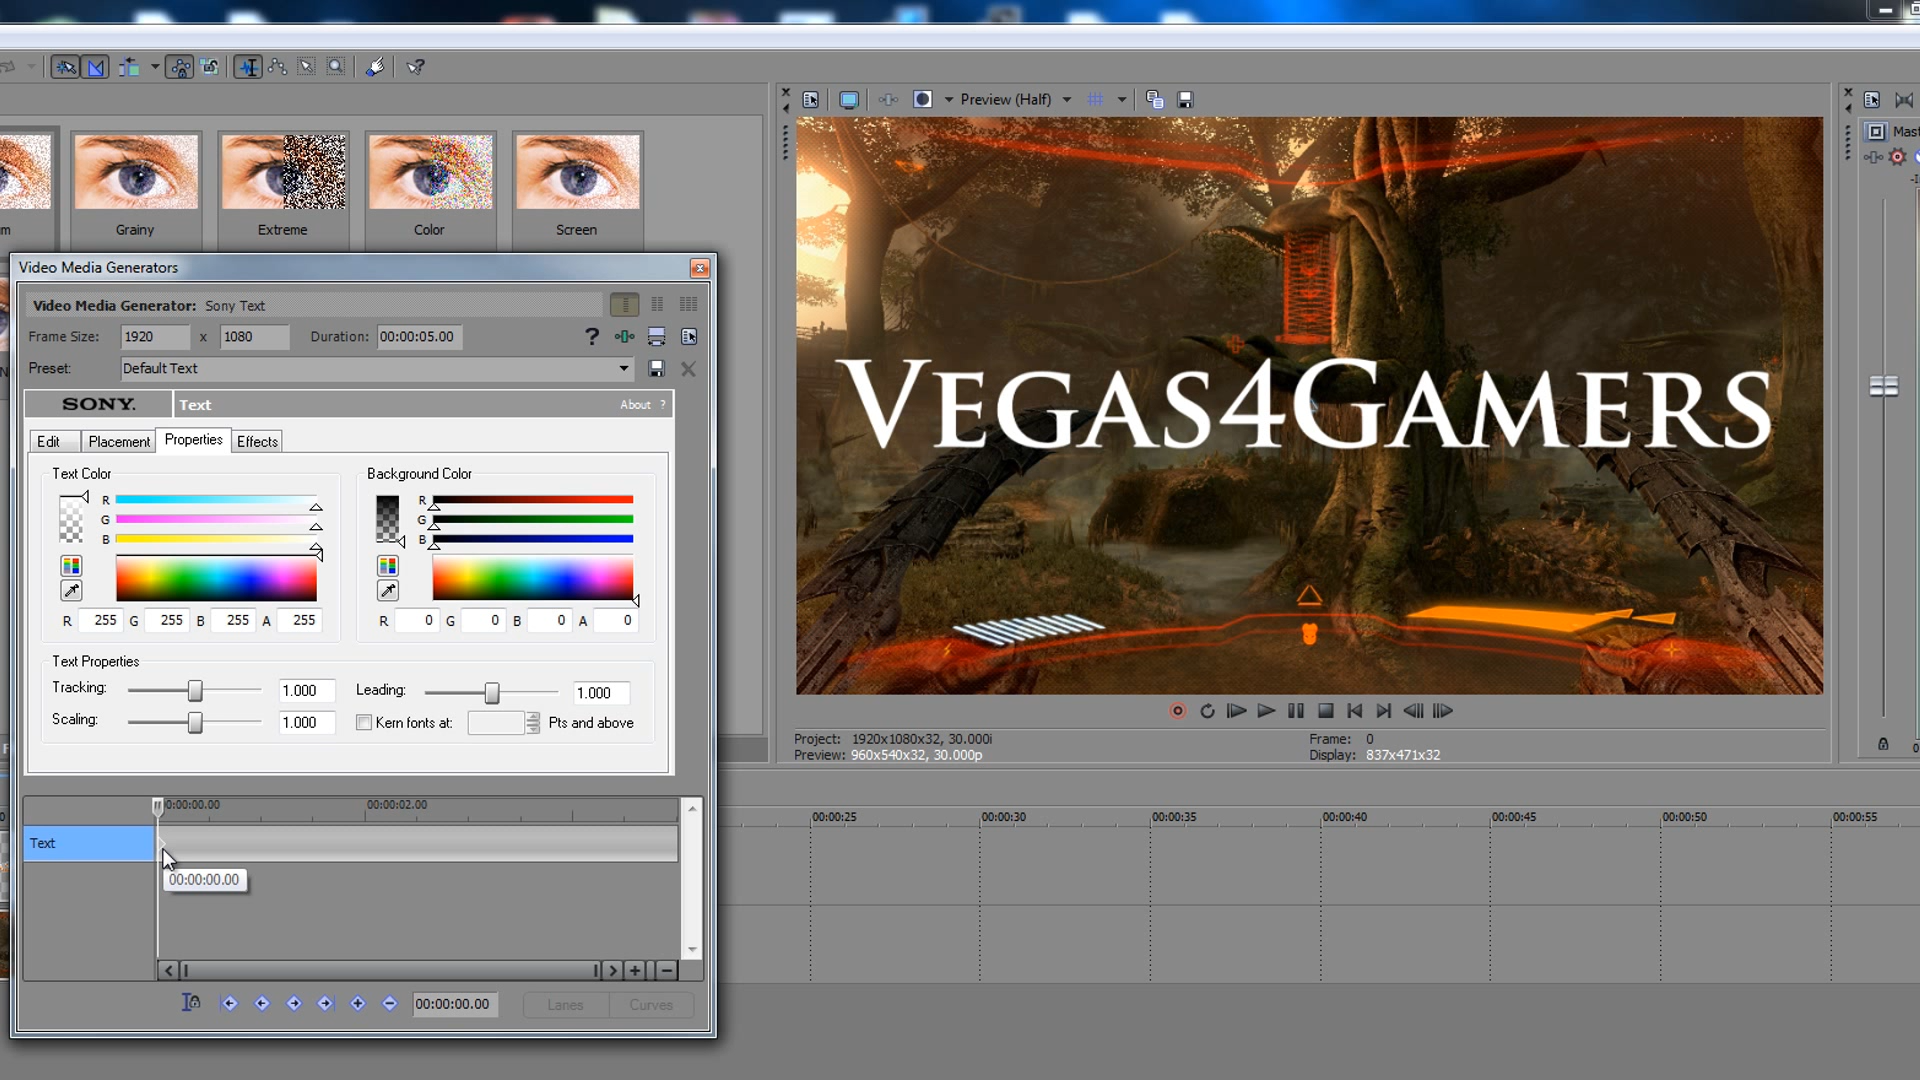 Preview (Half)
Mast
m
Grainy
Extreme
Color
Screen
Video Media Generators
Video Media Generator: Sony Text
Frame Size: 1920 x 1080 Duration: 00:00:05.00 ?
Preset: Default Text
SONY. Text About ?
Edit Placement Properties Effects
Text Color
R
G
B
R 255 G 255 B 255 A 255
Background Color
R
G
B
R 0 G 0 B 0 A 0
Text Properties
Tracking: 1.000 Leading: 1.000
Scaling: 1.000 Kern fonts at: Pts and above
0:00:00.00 00:00:02.00
Text
00:00:00.00
00:00:00.00 Lanes Curves
VEGAS4GAMERS
Project: 1920x1080x32, 30.000i
Preview: 960x540x32, 30.000p
Frame: 0
Display: 837x471x32
00:00:25 00:00:30 00:00:35 00:00:40 00:00:45 00:00:50 00:00:55